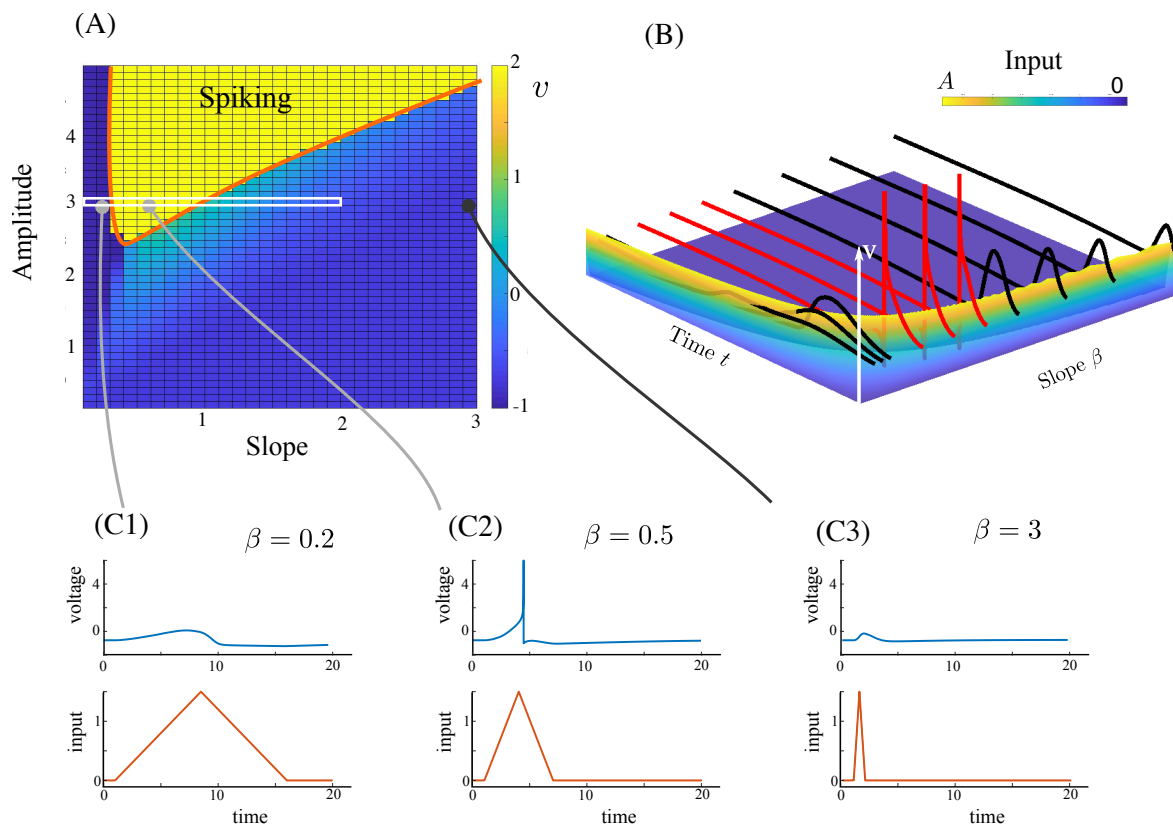 (A)
(B)
Spiking
Amplitude
4
3
2
1
1
2
3
Slope
2
v
1
0
-1
Input
A
0
v
Time t
Slope β
(C1)
β = 0.2
(C2)
β = 0.5
(C3)
β = 3
voltage
4
0
0
10
20
voltage
4
0
0
10
20
voltage
4
0
0
10
20
input
1
0
0
10
20
time
input
1
0
0
10
20
time
input
1
0
0
10
20
time